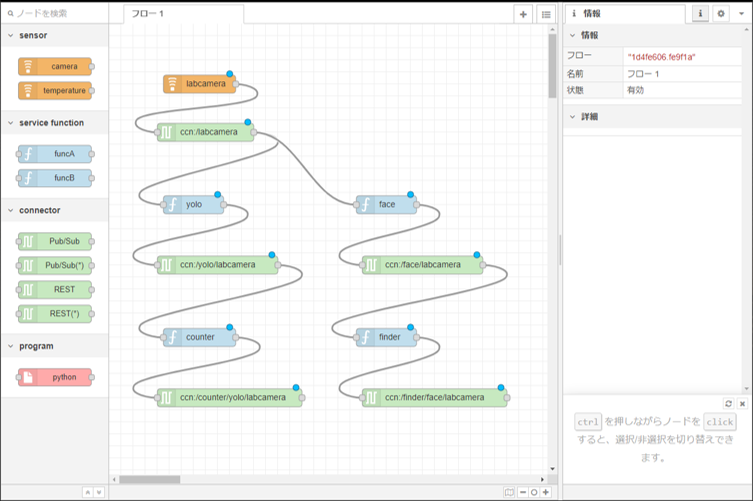 ノードを検索
フロー 1
i 情報
i
sensor
camera
temperature
service function
funcA
funcB
connector
Pub/Sub
Pub/Sub(*)
REST
REST(*)
program
python
labcamera
ccn:/labcamera
yolo
face
ccn:/yolo/labcamera
ccn:/face/labcamera
counter
finder
ccn:/counter/yolo/labcamera
ccn:/finder/face/labcamera
情報
フロー "1d4fe606.fe9f1a"
名前 フロー 1
状態 有効
詳細
ctrl を押しながらノードを click
すると、選択/非選択を切り替えでき
ます。